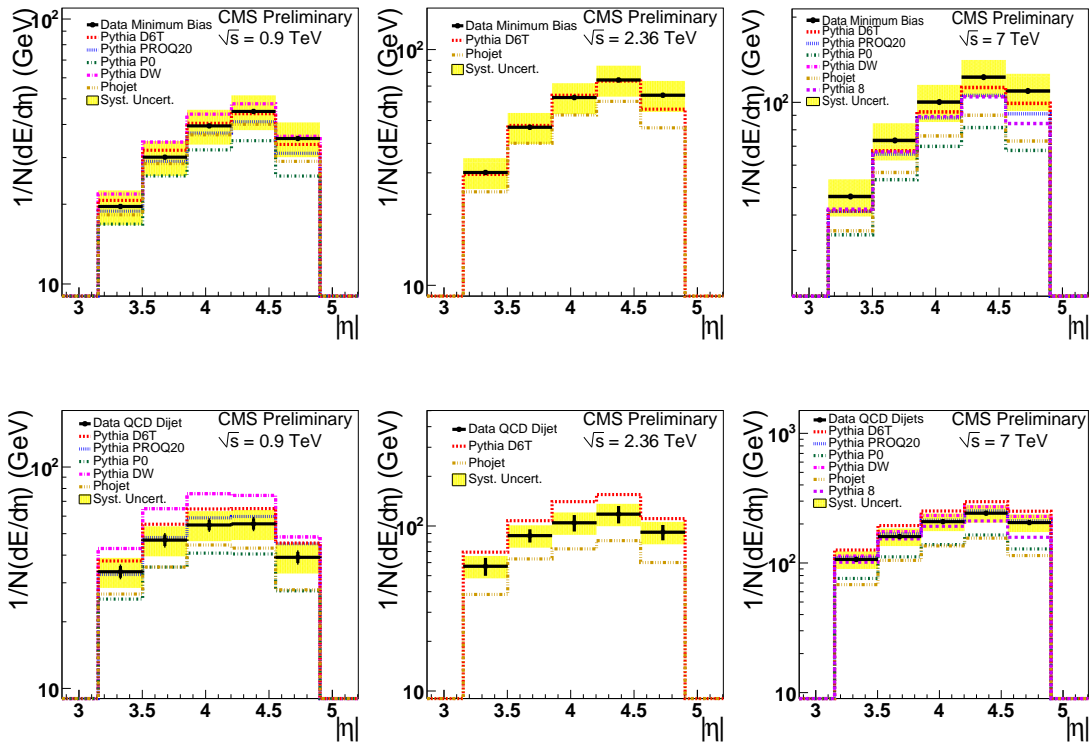 1/N(dE/dη) (GeV)
10²
10
Data Minimum Bias
Pythia D6T
Pythia PROQ20
Pythia P0
Pythia DW
Phojet
Syst. Uncert.
CMS Preliminary
√s = 0.9 TeV
3 3.5 4 4.5 5
|η|
1/N(dE/dη) (GeV)
10²
10
Data Minimum Bias
Pythia D6T
Phojet
Syst. Uncert.
CMS Preliminary
√s = 2.36 TeV
3 3.5 4 4.5 5
|η|
1/N(dE/dη) (GeV)
10²
Data Minimum Bias
Pythia D6T
Pythia PROQ20
Pythia P0
Pythia DW
Phojet
Pythia 8
Syst. Uncert.
CMS Preliminary
√s = 7 TeV
3 3.5 4 4.5 5
|η|
1/N(dE/dη) (GeV)
10²
10
Data QCD Dijet
Pythia D6T
Pythia PROQ20
Pythia P0
Pythia DW
Phojet
Syst. Uncert.
CMS Preliminary
√s = 0.9 TeV
3 3.5 4 4.5 5
|η|
1/N(dE/dη) (GeV)
10²
10
Data QCD Dijet
Pythia D6T
Phojet
Syst. Uncert.
CMS Preliminary
√s = 2.36 TeV
3 3.5 4 4.5 5
|η|
1/N(dE/dη) (GeV)
10³
10²
10
Data QCD Dijets
Pythia D6T
Pythia PROQ20
Pythia P0
Pythia DW
Phojet
Pythia 8
Syst. Uncert.
CMS Preliminary
√s = 7 TeV
3 3.5 4 4.5 5
|η|